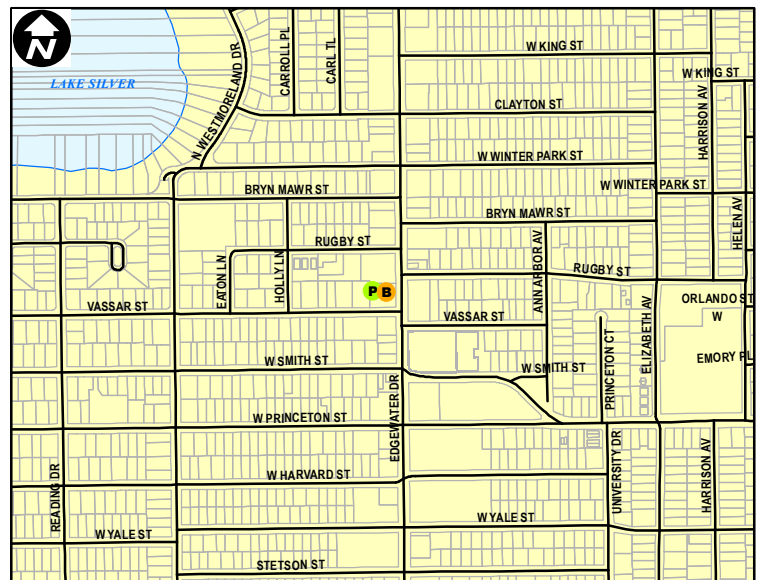 N
LAKE SILVER
N WESTMORELAND DR
CARROLL PL
CARL TL
W KING ST
W KING ST
CLAYTON ST
HARRISON AV
W WINTER PARK ST
W WINTER PARK ST
BRYN MAWR ST
BRYN MAWR ST
HELEN AV
RUGBY ST
ANN ARBOR AV
RUGBY ST
EATON LN
HOLLY LN
P B
VASSAR ST
VASSAR ST
ORLANDO ST
W
ELIZABETH AV
PRINCETON CT
W SMITH ST
W SMITH ST
EMORY PL
EDGEWATER DR
W PRINCETON ST
READING DR
W HARVARD ST
UNIVERSITY DR
HARRISON AV
W YALE ST
W YALE ST
STETSON ST